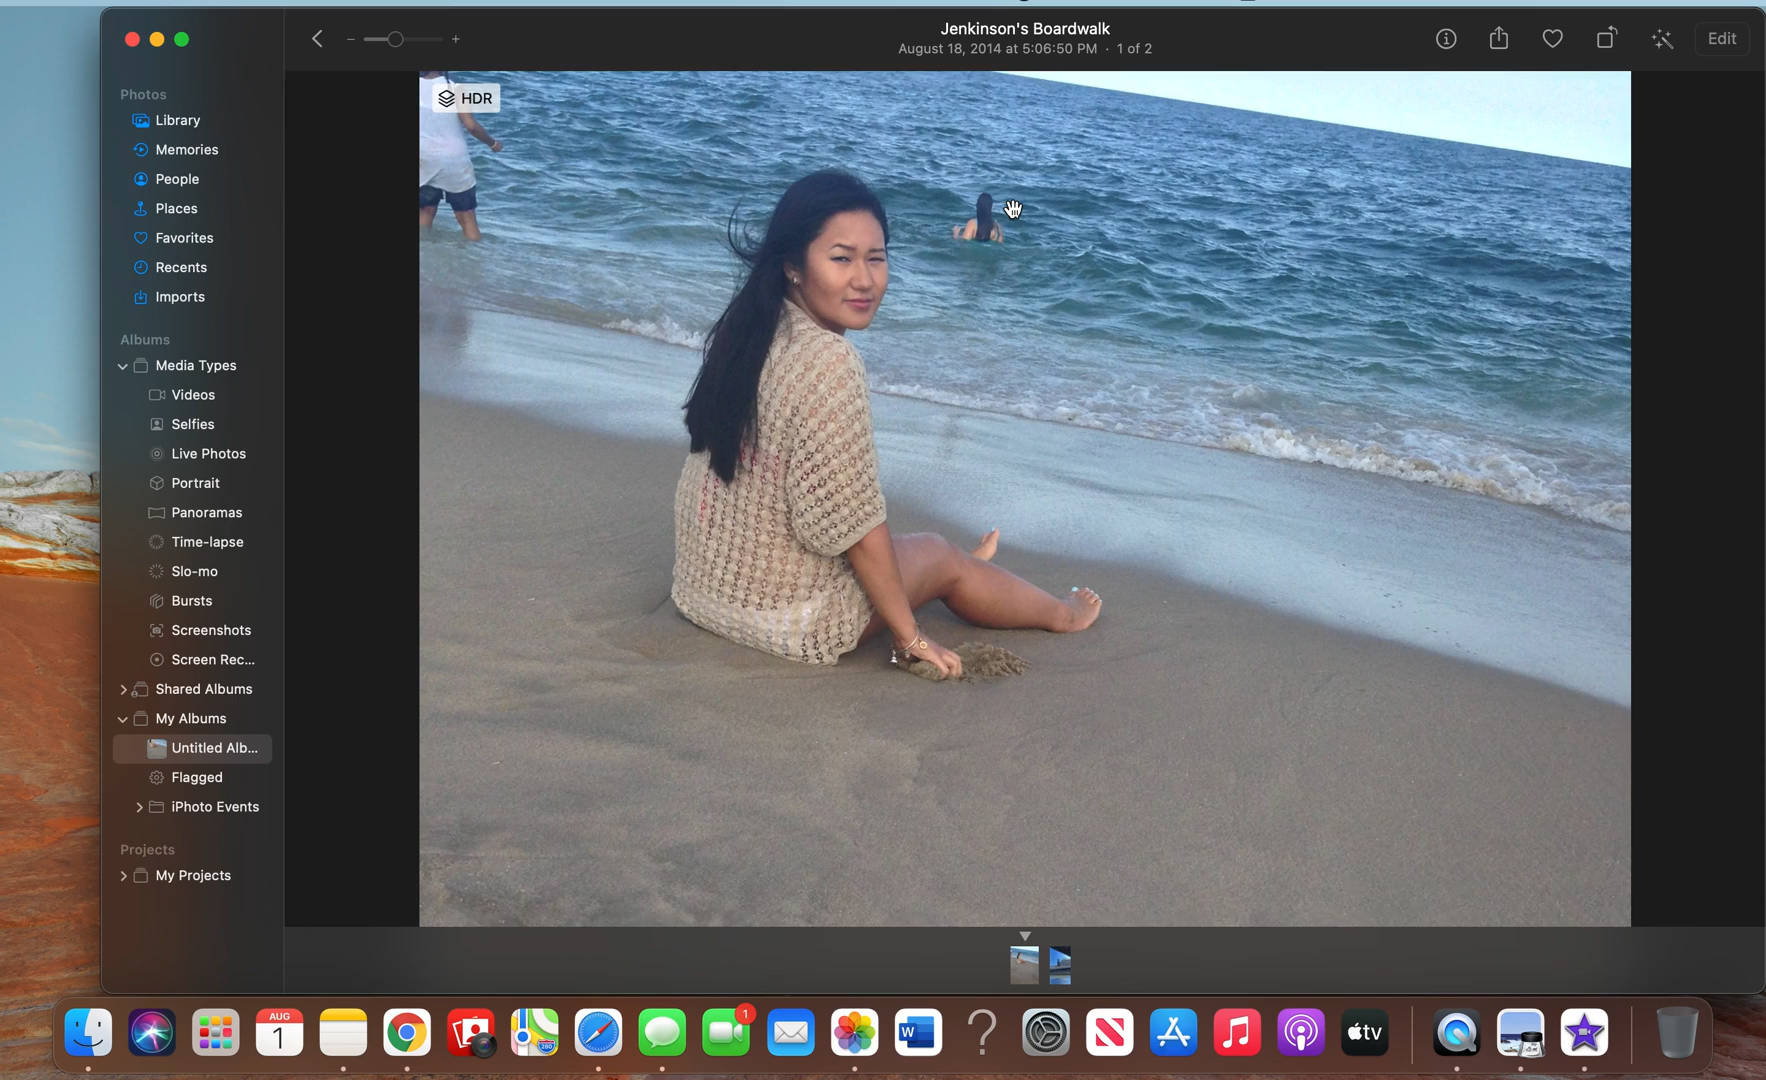 Jenkinson's Boardwalk
August 18, 2014 at 5:06:50 PM · 1 of 2
Edit
HDR
Photos
Library
Memories
People
Places
Favorites
Recents
Imports
Albums
Media Types
Videos
Selfies
Live Photos
Portrait
Panoramas
Time-lapse
Slo-mo
Bursts
Screenshots
Screen Rec...
Shared Albums
My Albums
Untitled Alb...
Flagged
iPhoto Events
Projects
My Projects
AUG
1
280
1
W
tv